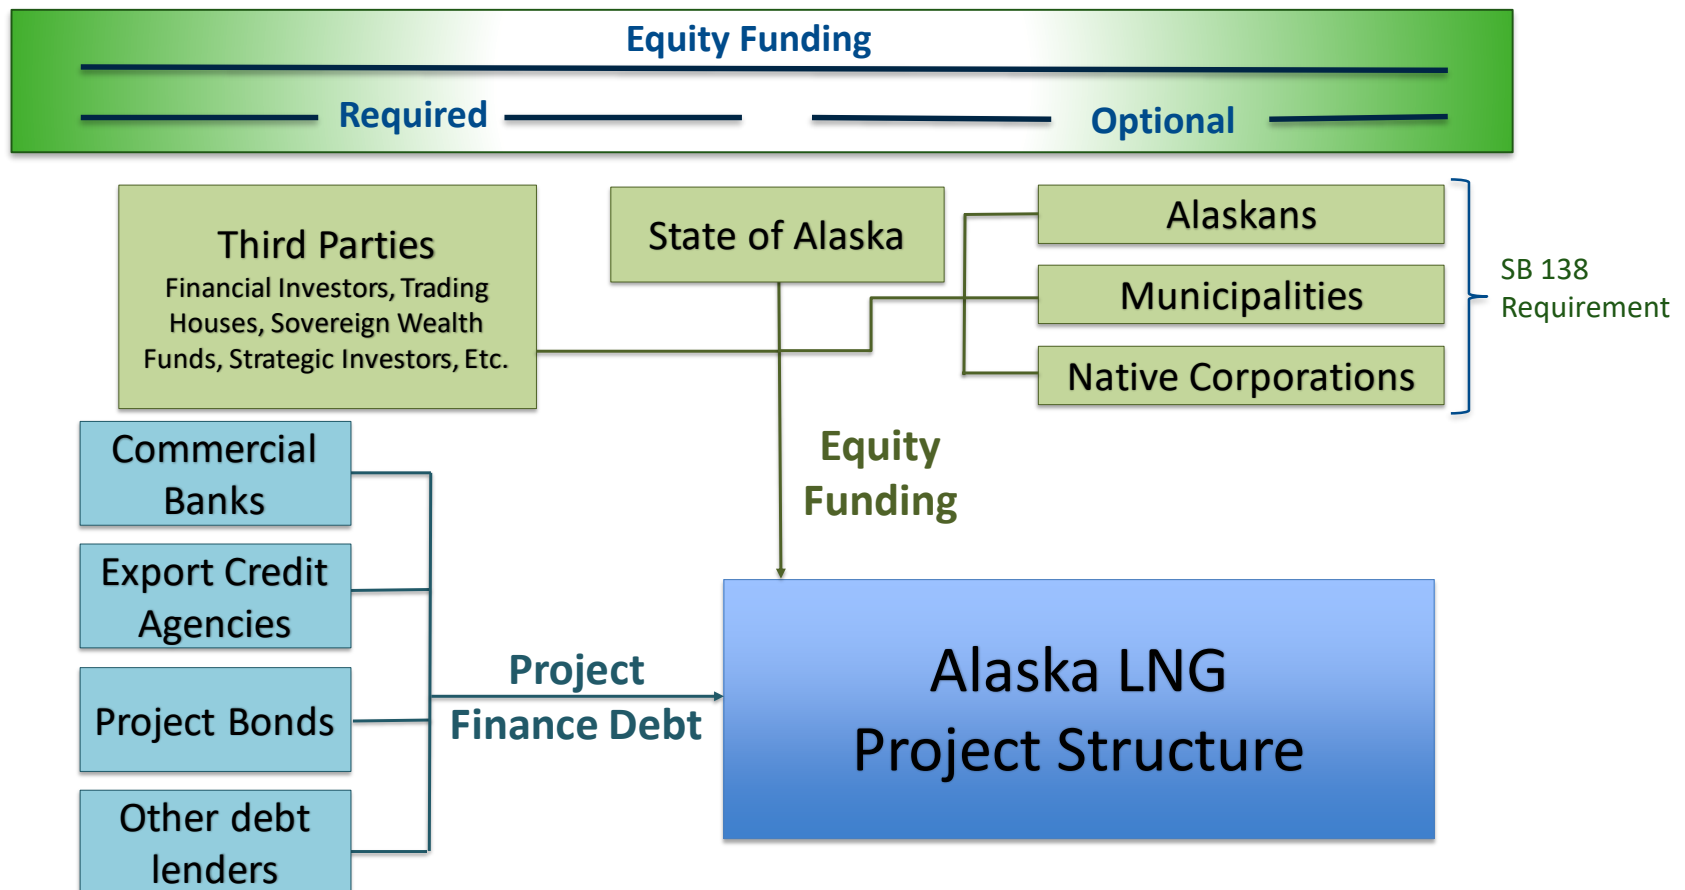 Equity Funding
Required
Optional
Third Parties
Financial Investors, Trading
Houses, Sovereign Wealth
Funds, Strategic Investors, Etc.
State of Alaska
Alaskans
Municipalities
Native Corporations
SB 138
Requirement
Commercial
Banks
Export Credit
Agencies
Project Bonds
Other debt
lenders
Equity
Funding
Project
Finance Debt
Alaska LNG
Project Structure